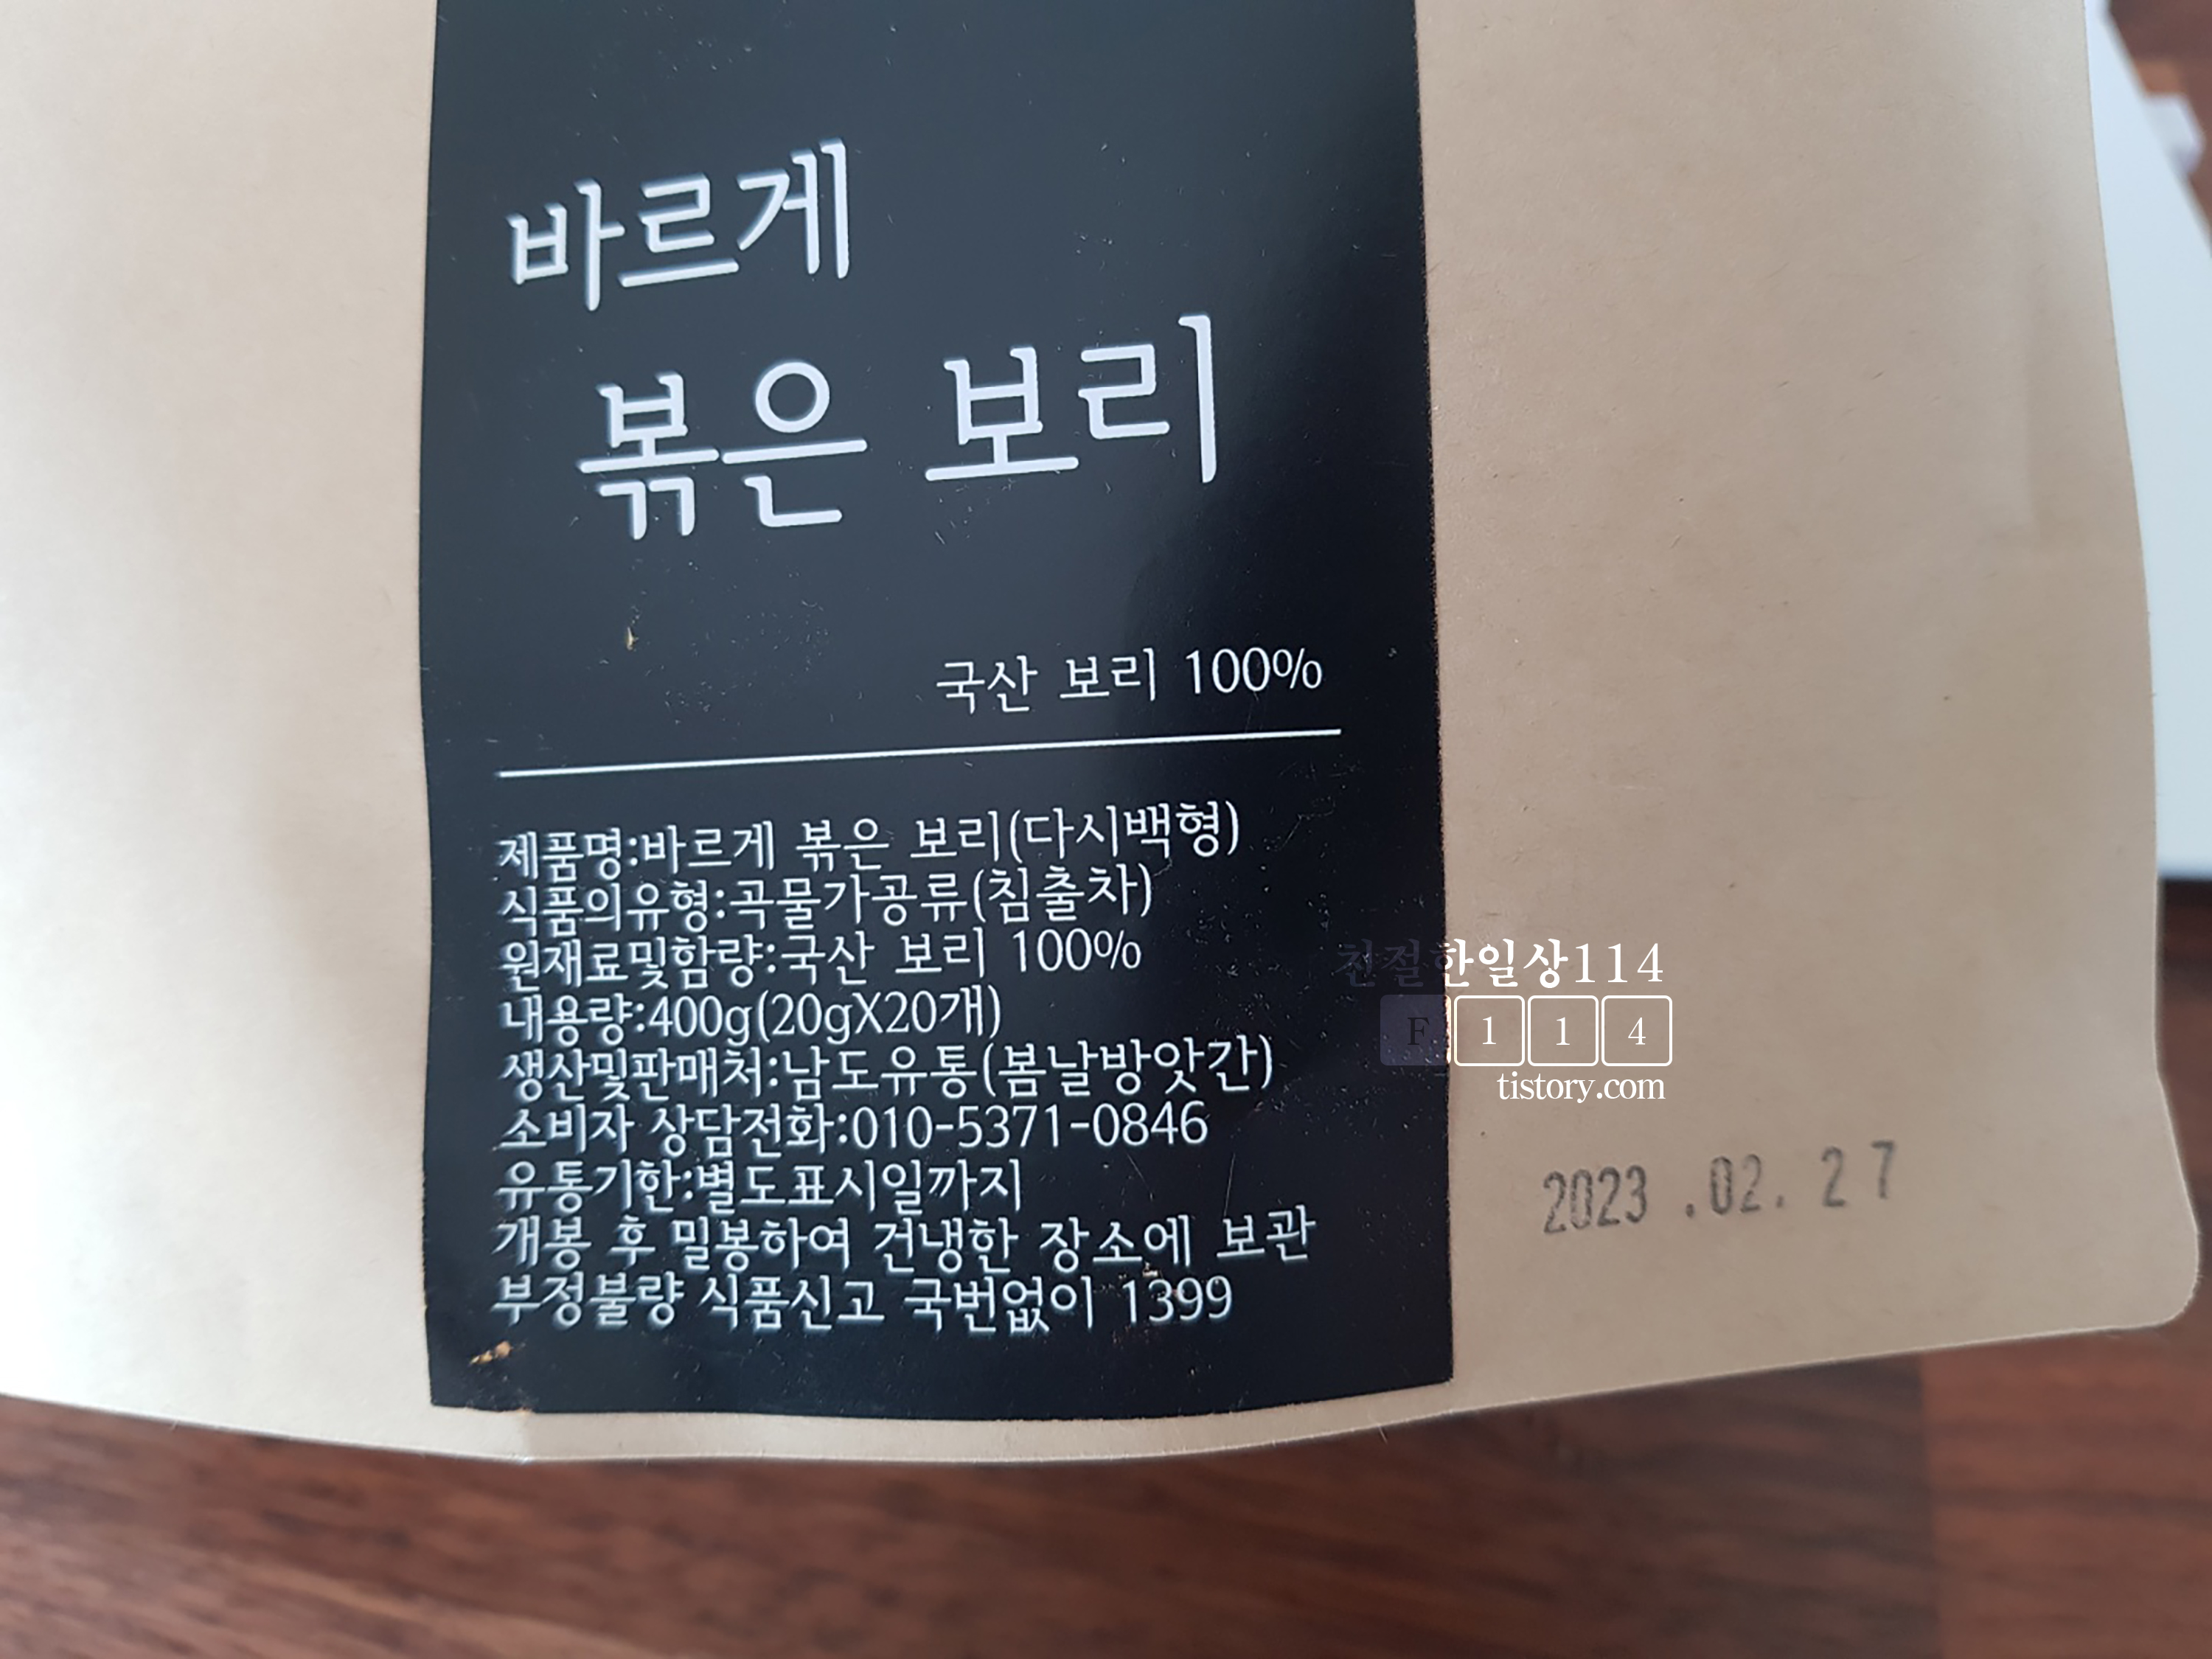 바르게
볶은 보리
국산 보리 100%
제품명:바르게 볶은 보리(다시백형)
식품의유형:곡물가공류(침출차)
원재료및함량:국산 보리 100%
내용량:400g(20gX20개)
생산및판매처:남도유통(봄날방앗간)
소비자 상담전화:010-5371-0846
유통기한:별도표시일까지
개봉 후 밀봉하여 건냉한 장소에 보관
부정불량 식품신고 국번없이 1399
친절한일상114
F 1 1 4
tistory.com
2023 .02. 27